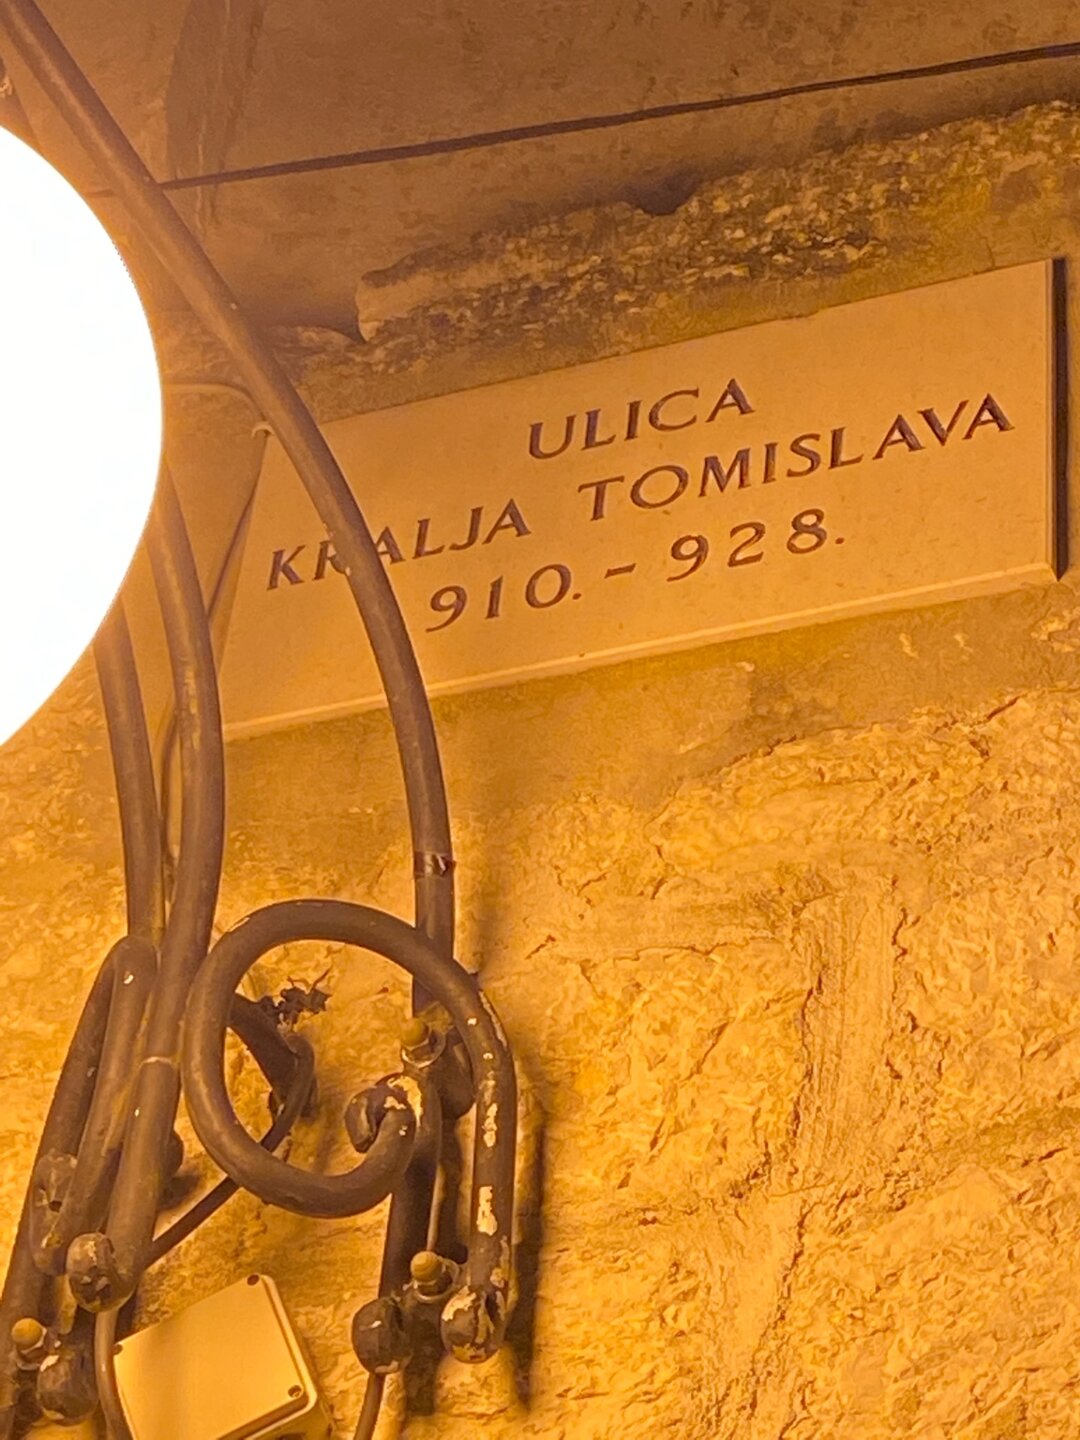 ULICA
KRALJA TOMISLAVA
910.-928.